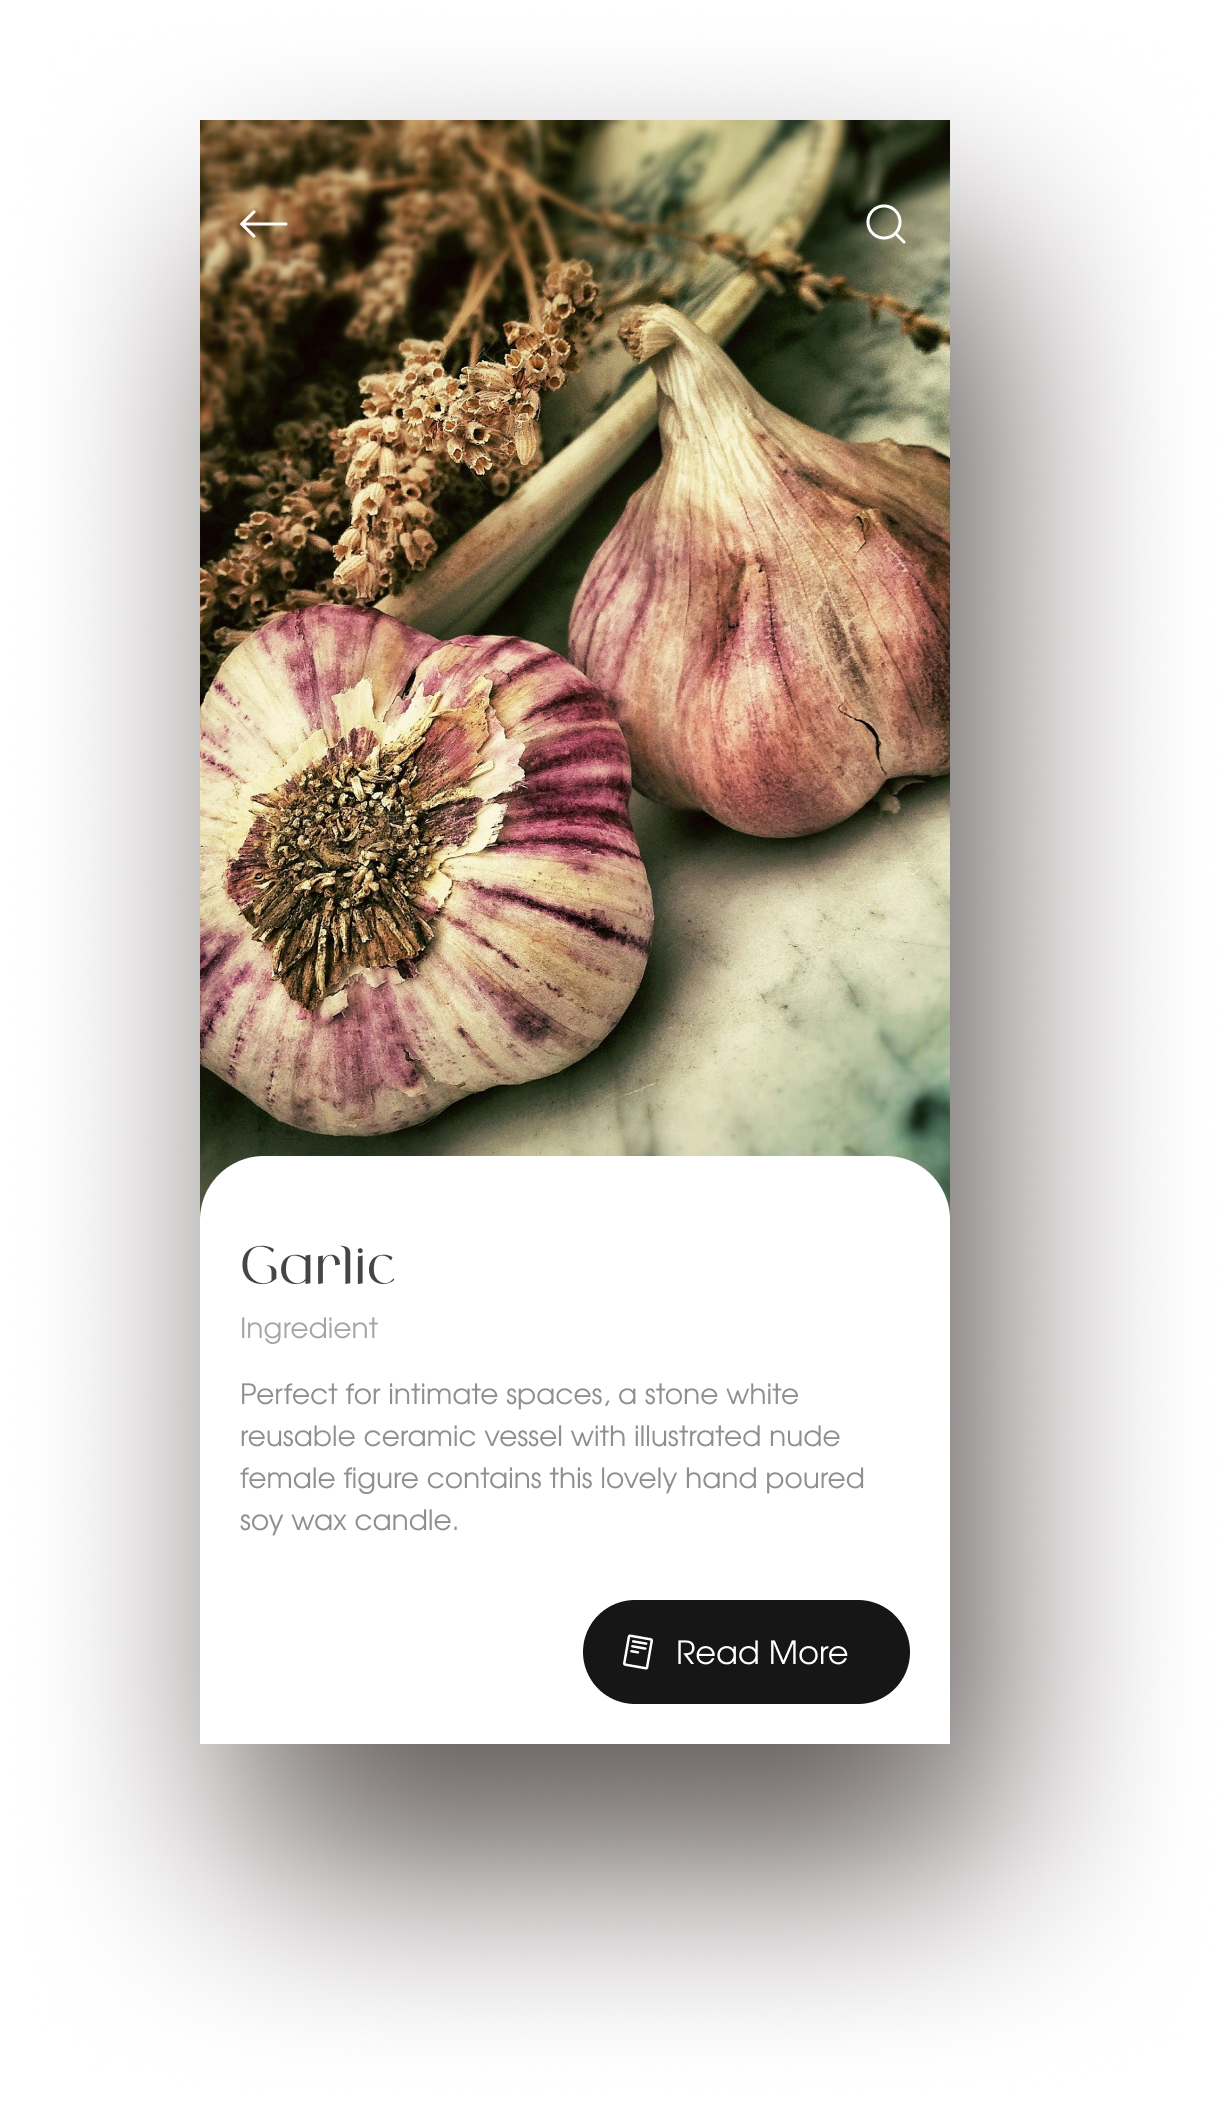 Garlic
Ingredient
Perfect for intimate spaces, a stone white
reusable ceramic vessel with illustrated nude
female figure contains this lovely hand poured
soy wax candle.
Read More